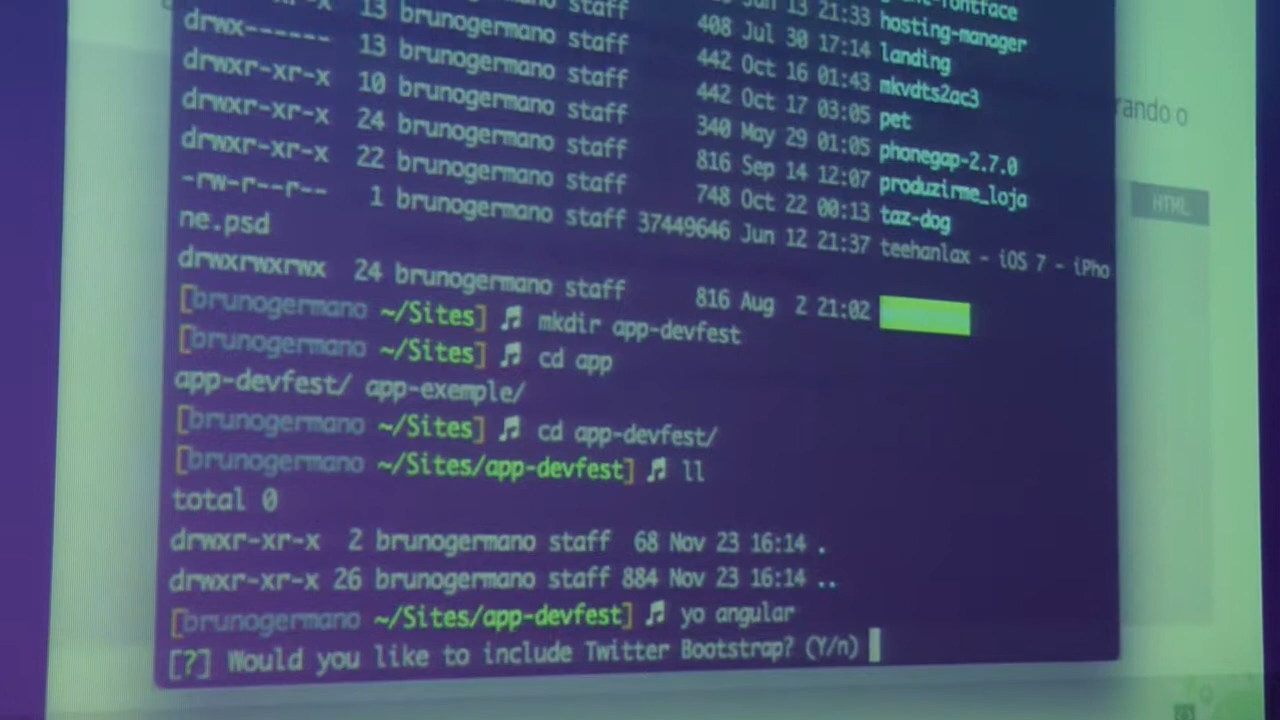 13 brunogermano staff
13 21:33 fontface
drwx------ 13 brunogermano staff 408 Jul 30 17:14 hosting-manager
drwxr-xr-x 10 brunogermano staff 442 Oct 16 01:43 landing
drwxr-xr-x 24 brunogermano staff 442 Oct 17 03:05 mkvdts2ac3
drwxr-xr-x 22 brunogermano staff 340 May 29 01:05 pet
816 Sep 14 12:07 phonegap-2.7.0
748 Oct 22 00:13 produzirme_loja
taz-dog
-rw-r--r-- 1 brunogermano staff 37449646 Jun 12 21:37 teehanlax - iOS 7 - iPho
ne.psd
drwxrwxrwx 24 brunogermano staff 816 Aug 2 21:02
[brunogermano ~/Sites] ♫ mkdir app-devfest
[brunogermano ~/Sites] ♫ cd app
app-devfest/ app-exemple/
[brunogermano ~/Sites] ♫ cd app-devfest/
[brunogermano ~/Sites/app-devfest] ♫ ll
total 0
drwxr-xr-x 2 brunogermano staff 68 Nov 23 16:14 .
drwxr-xr-x 26 brunogermano staff 884 Nov 23 16:14 ..
[brunogermano ~/Sites/app-devfest] ♫ yo angular
[?] Would you like to include Twitter Bootstrap? (Y/n)
rando o
HTML